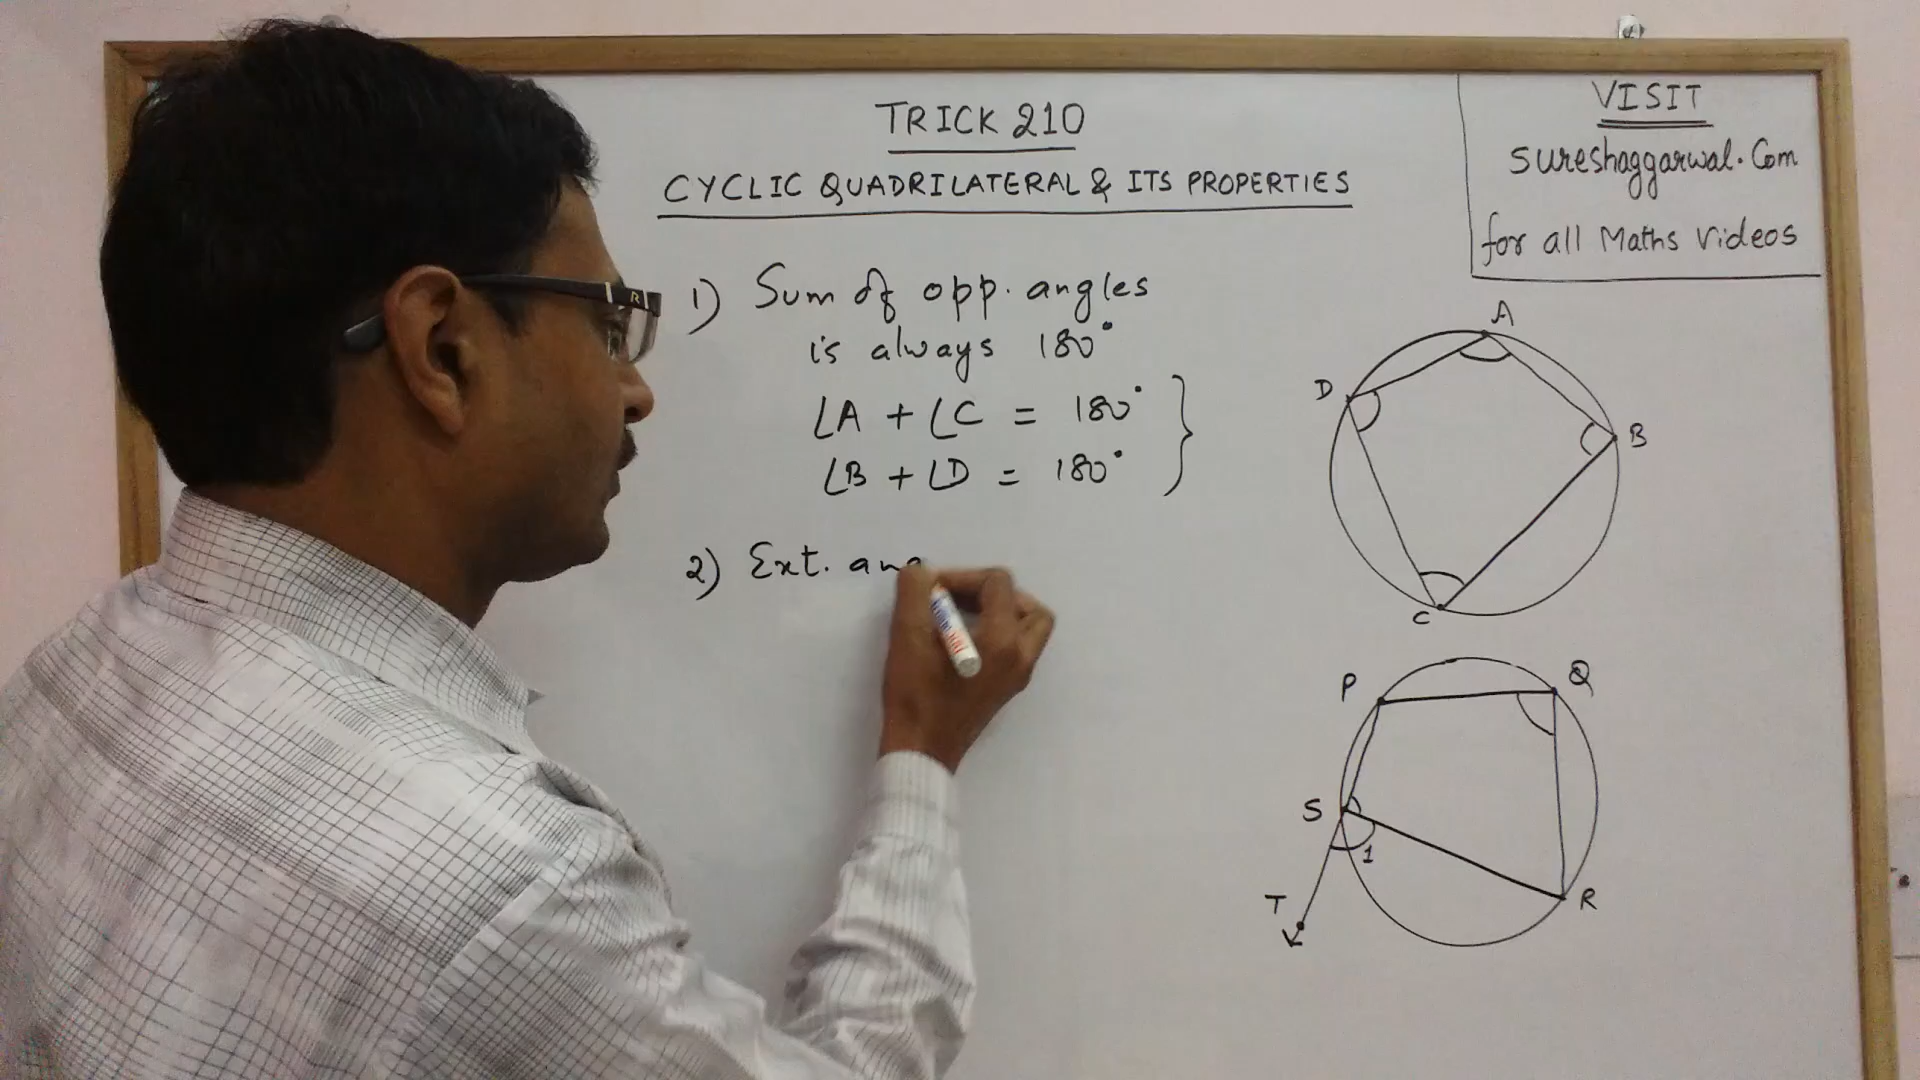 TRICK 210
CYCLIC QUADRILATERAL & ITS PROPERTIES
VISIT
sureshaggarwal.com
for all Maths videos
1) Sum of opp. angles
is always 180°
∠A + ∠C = 180°
∠B + ∠D = 180°
2) Ext. ang
A
D
B
C
P
Q
S
1
T
R
R